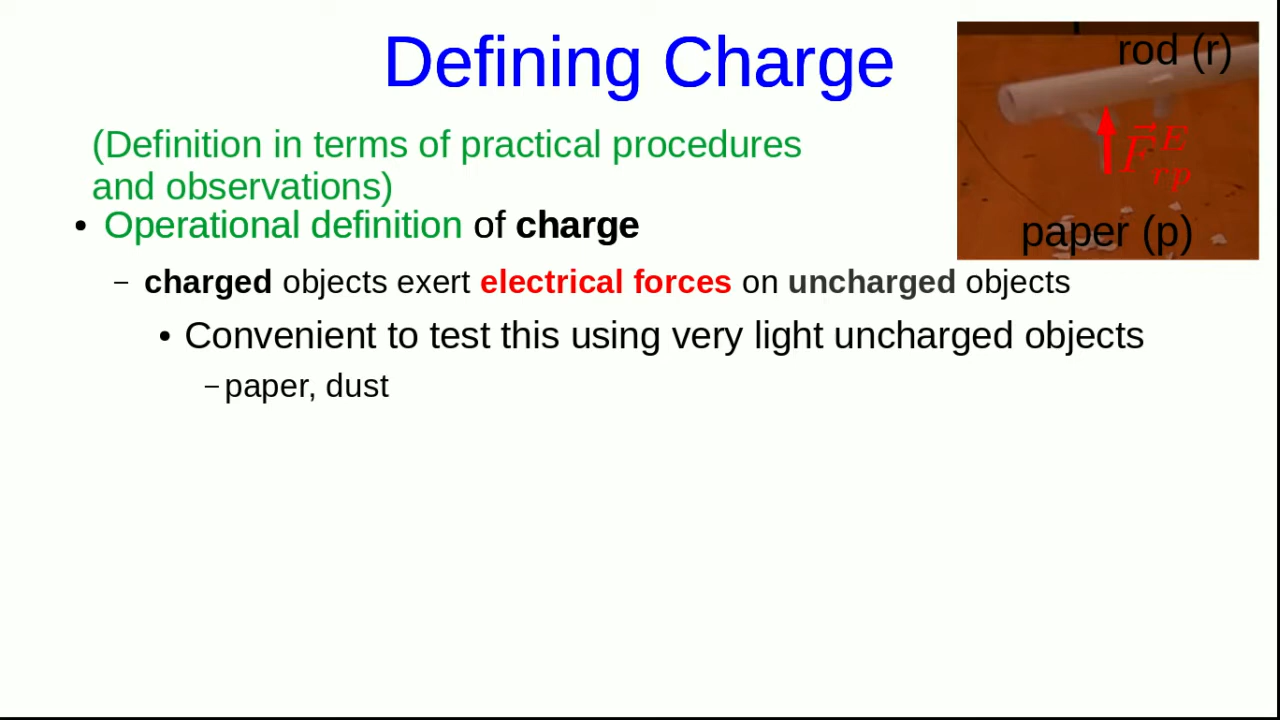 Defining Charge
rod (r)
F⃗ᴱᵣₚ
paper (p)
(Definition in terms of practical procedures
and observations)
• Operational definition of charge
– charged objects exert electrical forces on uncharged objects
• Convenient to test this using very light uncharged objects
– paper, dust